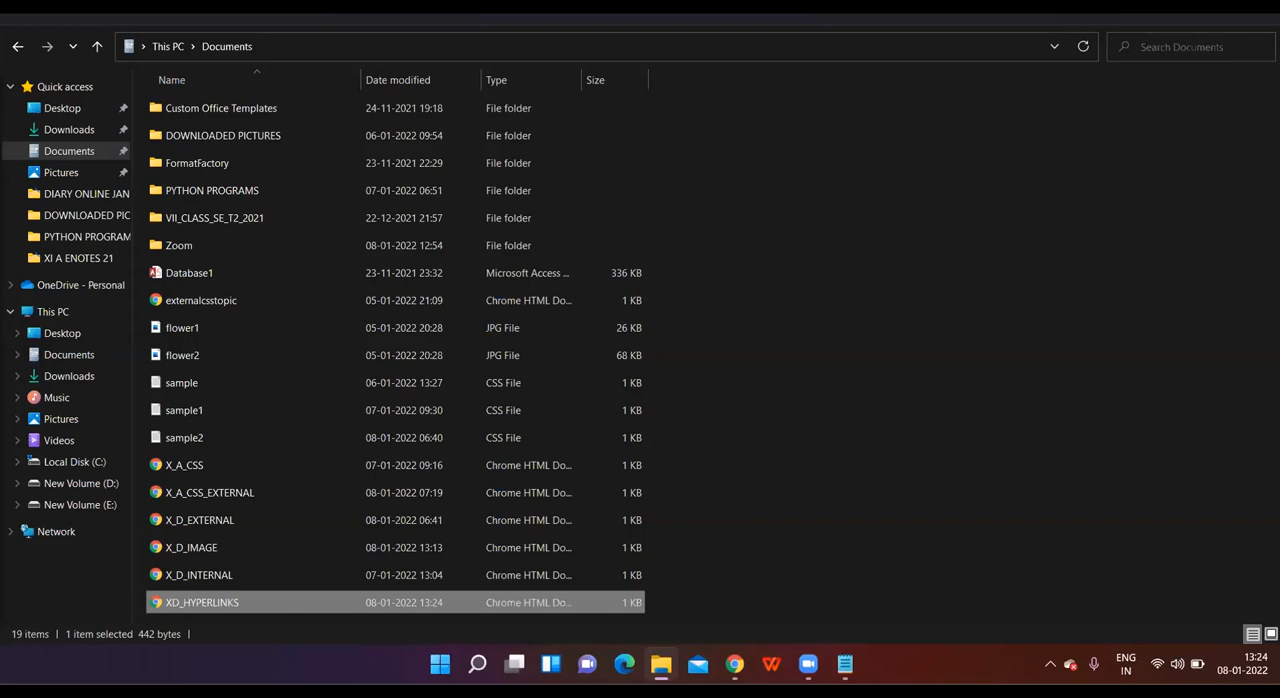 This PC
Documents
Search Documents
Name
Date modified
Type
Size
Quick access
Desktop
Downloads
Documents
Pictures
DIARY ONLINE JAN
DOWNLOADED PIC
PYTHON PROGRAM
XI A ENOTES 21
OneDrive - Personal
This PC
Desktop
Documents
Downloads
Music
Pictures
Videos
Local Disk (C:)
New Volume (D:)
New Volume (E:)
Network
Custom Office Templates 24-11-2021 19:18 File folder
DOWNLOADED PICTURES 06-01-2022 09:54 File folder
FormatFactory 23-11-2021 22:29 File folder
PYTHON PROGRAMS 07-01-2022 06:51 File folder
VII_CLASS_SE_T2_2021 22-12-2021 21:57 File folder
Zoom 08-01-2022 12:54 File folder
Database1 23-11-2021 23:32 Microsoft Access ... 336 KB
externalcsstopic 05-01-2022 21:09 Chrome HTML Do... 1 KB
flower1 05-01-2022 20:28 JPG File 26 KB
flower2 05-01-2022 20:28 JPG File 68 KB
sample 06-01-2022 13:27 CSS File 1 KB
sample1 07-01-2022 09:30 CSS File 1 KB
sample2 08-01-2022 06:40 CSS File 1 KB
X_A_CSS 07-01-2022 09:16 Chrome HTML Do... 1 KB
X_A_CSS_EXTERNAL 08-01-2022 07:19 Chrome HTML Do... 1 KB
X_D_EXTERNAL 08-01-2022 06:41 Chrome HTML Do... 1 KB
X_D_IMAGE 08-01-2022 13:13 Chrome HTML Do... 1 KB
X_D_INTERNAL 07-01-2022 13:04 Chrome HTML Do... 1 KB
XD_HYPERLINKS 08-01-2022 13:24 Chrome HTML Do... 1 KB
19 items 1 item selected 442 bytes
ENG
IN
13:24
08-01-2022